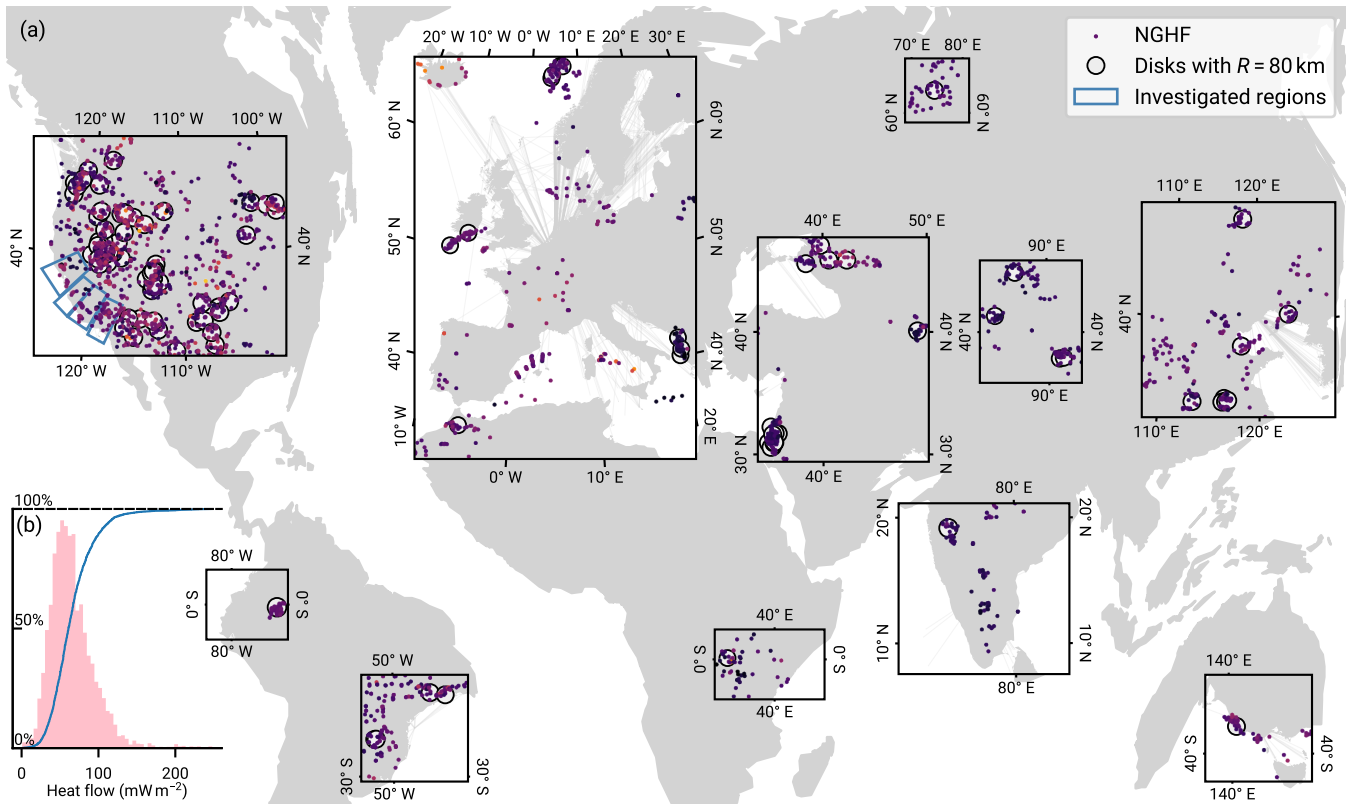 (a)
NGHF
Disks with R = 80 km
Investigated regions
120° W 110° W 100° W
40° N
40° N
120° W 110° W
20° W 10° W 0° W 10° E 20° E 30° E
60° N
60° N
50° N
50° N
40° N
40° N
10° W
20° E
0° W 10° E
70° E 80° E
60° N
60° N
40° E 50° E
40° N
40° N
30° N
30° N
40° E
90° E
40° N
40° N
90° E
110° E 120° E
40° N
110° E 120° E
80° E
20° N
20° N
10° N
10° N
80° E
(b)
100%
50%
0%
0 100 200
Heat flow (mW m⁻²)
80° W
0° S
0° S
80° W
50° W
30° S
30° S
50° W
40° E
0° S
0° S
40° E
140° E
40° S
40° S
140° E